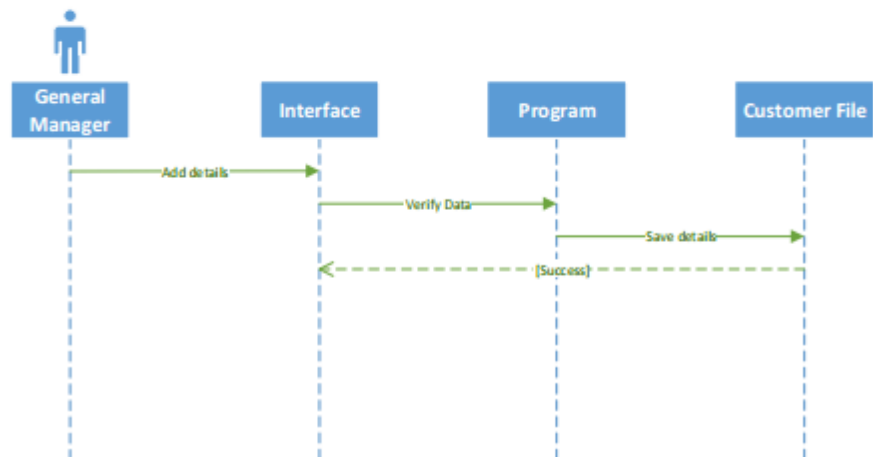 General
Manager
Interface
Program
Customer File
Add details
Verify Data
Save details
[Success]